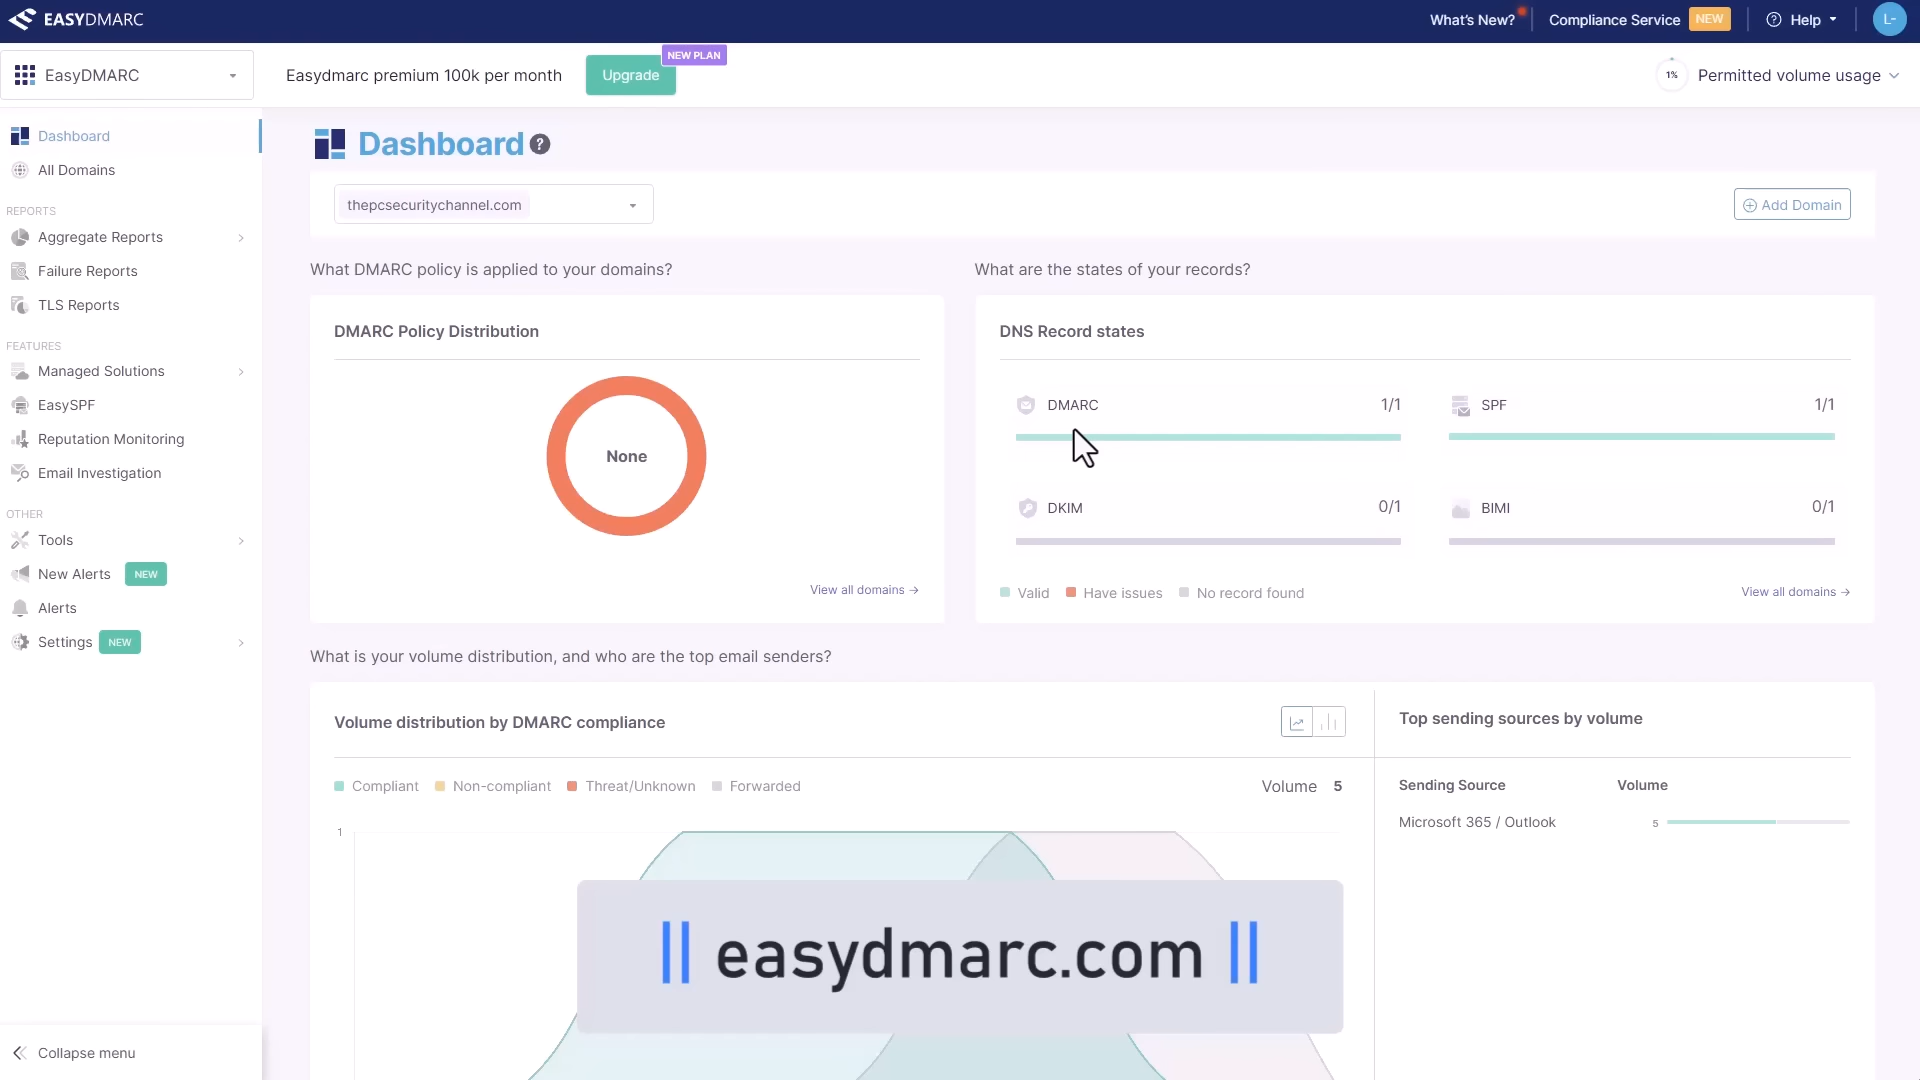 EASYDMARC
What's New?
Compliance Service NEW
Help
L-
EasyDMARC
Easydmarc premium 100k per month
Upgrade
NEW PLAN
1%
Permitted volume usage
Dashboard
All Domains
REPORTS
Aggregate Reports
Failure Reports
TLS Reports
FEATURES
Managed Solutions
EasySPF
Reputation Monitoring
Email Investigation
OTHER
Tools
New Alerts NEW
Alerts
Settings NEW
Collapse menu
Dashboard ?
thepcsecuritychannel.com
Add Domain
What DMARC policy is applied to your domains?
DMARC Policy Distribution
None
View all domains →
What are the states of your records?
DNS Record states
DMARC 1/1
SPF 1/1
DKIM 0/1
BIMI 0/1
Valid Have issues No record found
View all domains →
What is your volume distribution, and who are the top email senders?
Volume distribution by DMARC compliance
Compliant Non-compliant Threat/Unknown Forwarded
Volume 5
1
Top sending sources by volume
Sending Source Volume
Microsoft 365 / Outlook 5
|| easydmarc.com ||